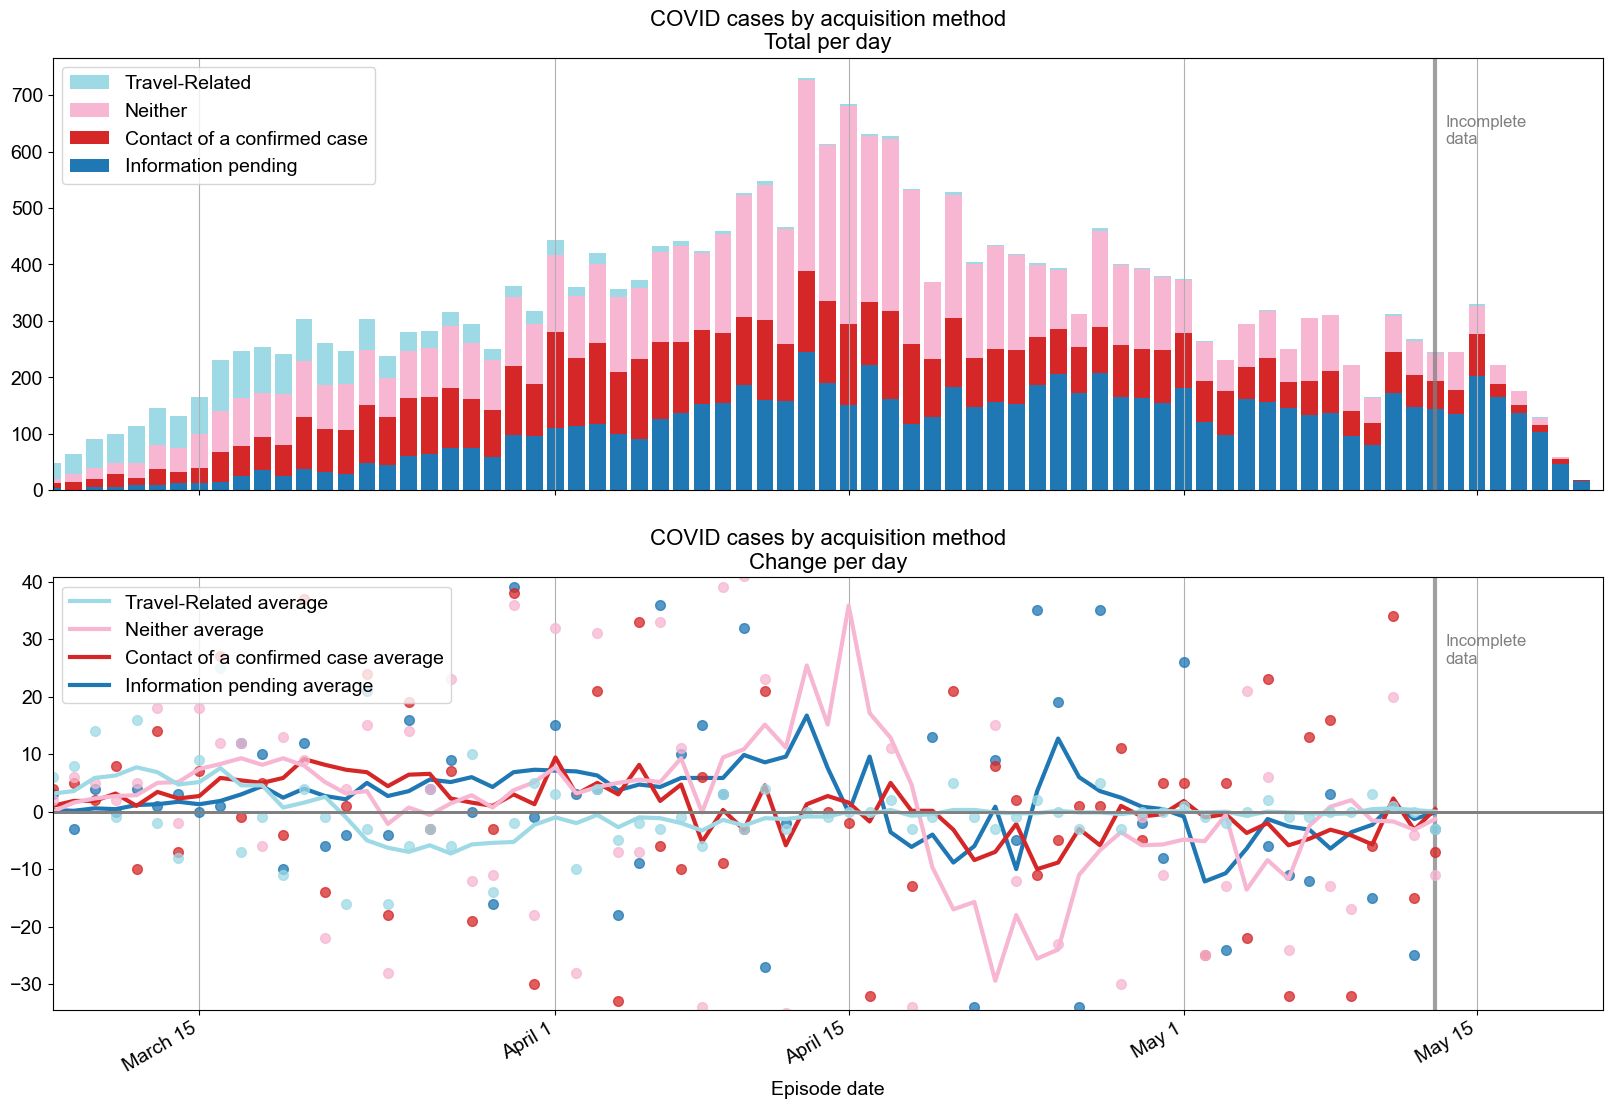 COVID cases by acquisition method
Total per day
Travel-Related
Neither
Contact of a confirmed case
Information pending
Incomplete
data
700
600
500
400
300
200
100
0
COVID cases by acquisition method
Change per day
Travel-Related average
Neither average
Contact of a confirmed case average
Information pending average
Incomplete
data
40
30
20
10
0
−10
−20
−30
March 15
April 1
April 15
May 1
May 15
Episode date